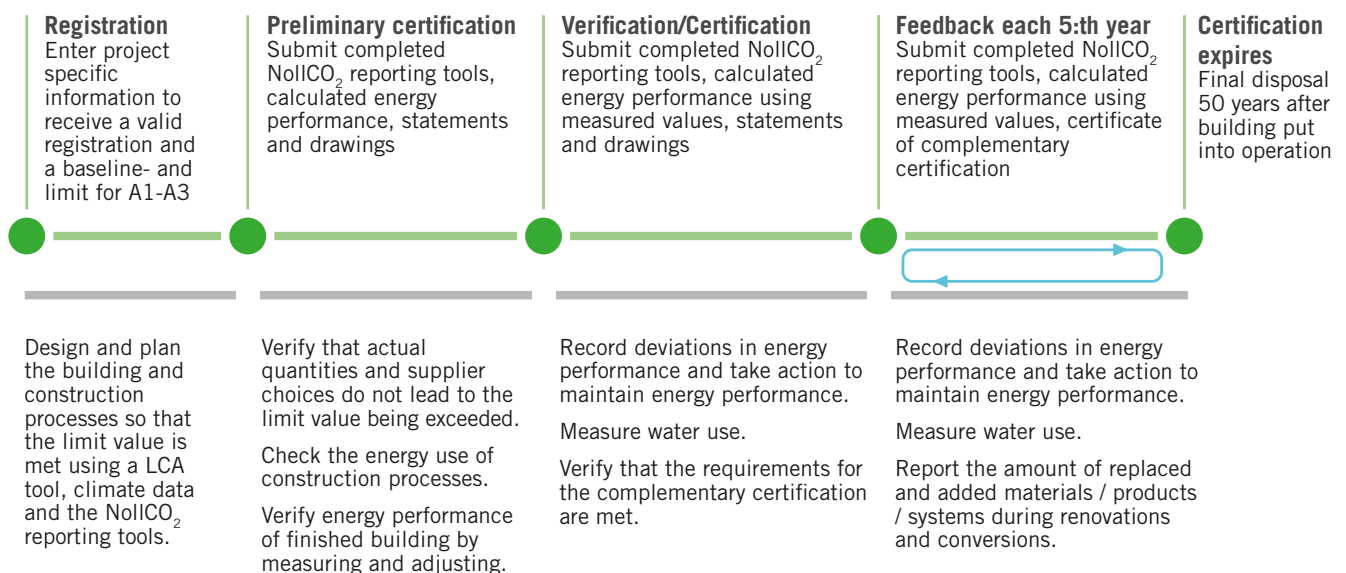 Registration
Enter project
specific
information to
receive a valid
registration and
a baseline- and
limit for A1-A3
Preliminary certification
Submit completed
NollCO₂ reporting tools,
calculated energy
performance, statements
and drawings
Verification/Certification
Submit completed NollCO₂
reporting tools, calculated
energy performance using
measured values, statements
and drawings
Feedback each 5:th year
Submit completed NollCO₂
reporting tools, calculated
energy performance using
measured values, certificate
of complementary
certification
Certification
expires
Final disposal
50 years after
building put
into operation
Design and plan
the building and
construction
processes so that
the limit value is
met using a LCA
tool, climate data
and the NollCO₂
reporting tools.
Verify that actual
quantities and supplier
choices do not lead to the
limit value being exceeded.
Check the energy use of
construction processes.
Verify energy performance
of finished building by
measuring and adjusting.
Record deviations in energy
performance and take action to
maintain energy performance.
Measure water use.
Verify that the requirements for
the complementary certification
are met.
Record deviations in energy
performance and take action to
maintain energy performance.
Measure water use.
Report the amount of replaced
and added materials / products
/ systems during renovations
and conversions.